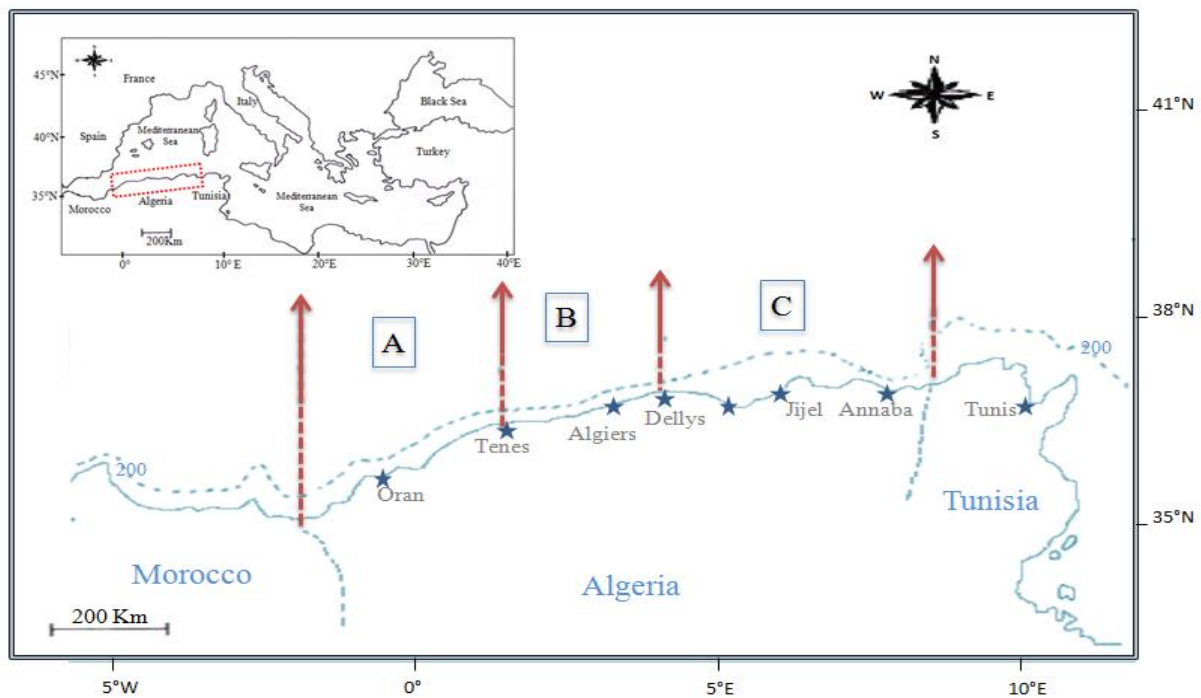 45°N
40°N
35°N
France
Spain
Mediterranean
Sea
Italy
Black Sea
Turkey
Mediterranean
Sea
Morocco
Algeria
Tunisia
200Km
0°
10°E
20°E
30°E
40°E
N
W E
S
41°N
38°N
35°N
A
B
C
200
200
Oran
Tenes
Algiers
Dellys
Jijel
Annaba
Tunis
Morocco
Algeria
Tunisia
200 Km
5°W
0°
5°E
10°E